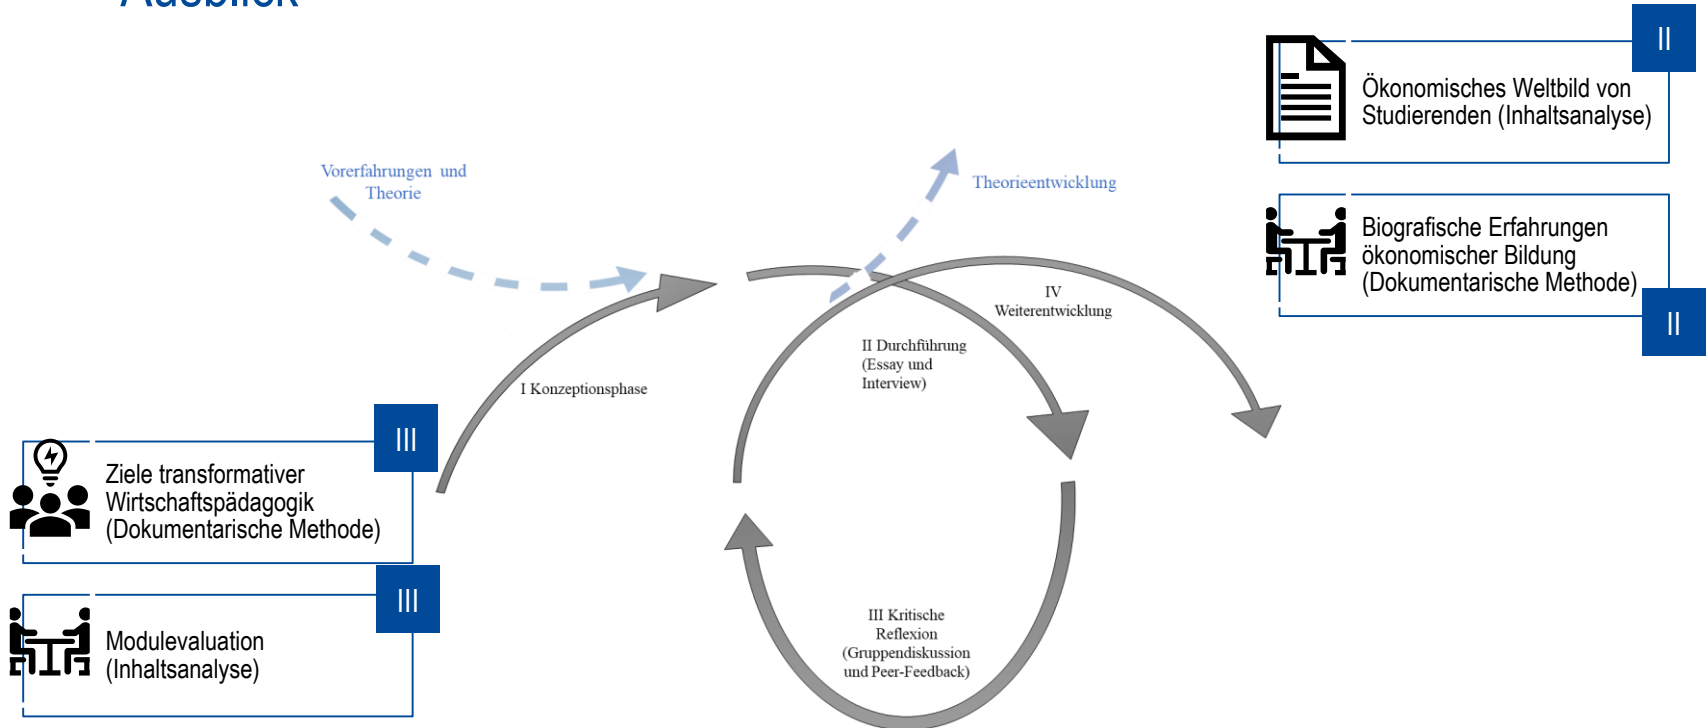 Ausblick
II
Ökonomisches Weltbild von
Studierenden (Inhaltsanalyse)
Biografische Erfahrungen
ökonomischer Bildung
(Dokumentarische Methode)
II
Vorerfahrungen und
Theorie
Theorieentwicklung
IV
Weiterentwicklung
II Durchführung
(Essay und
Interview)
I Konzeptionsphase
III
Ziele transformativer
Wirtschaftspädagogik
(Dokumentarische Methode)
III
Modulevaluation
(Inhaltsanalyse)
III Kritische
Reflexion
(Gruppendiskussion
und Peer-Feedback)